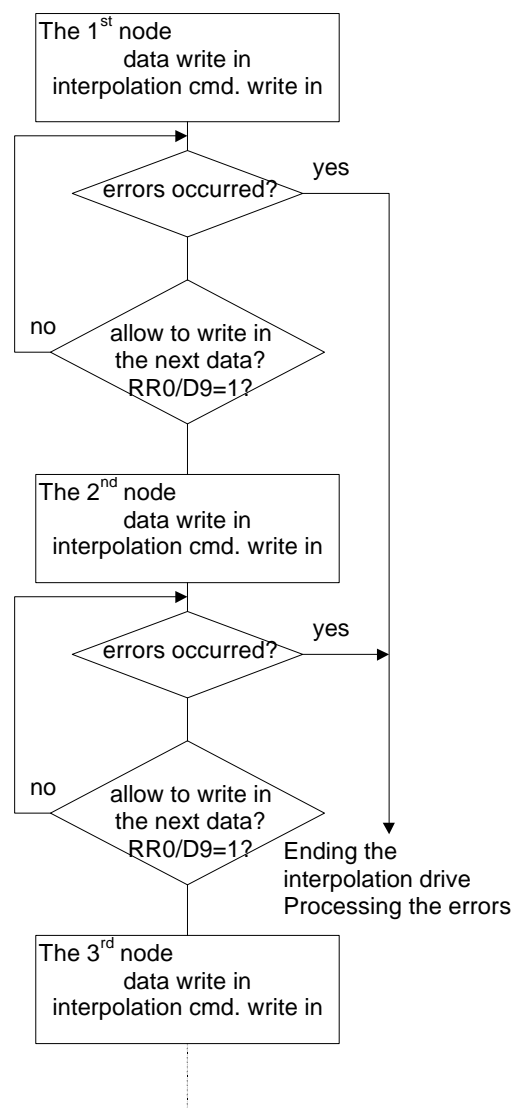 The 1st node
data write in
interpolation cmd. write in
errors occurred?
yes
no
allow to write in
the next data?
RR0/D9=1?
The 2nd node
data write in
interpolation cmd. write in
errors occurred?
yes
no
allow to write in
the next data?
RR0/D9=1?
Ending the
interpolation drive
Processing the errors
The 3rd node
data write in
interpolation cmd. write in